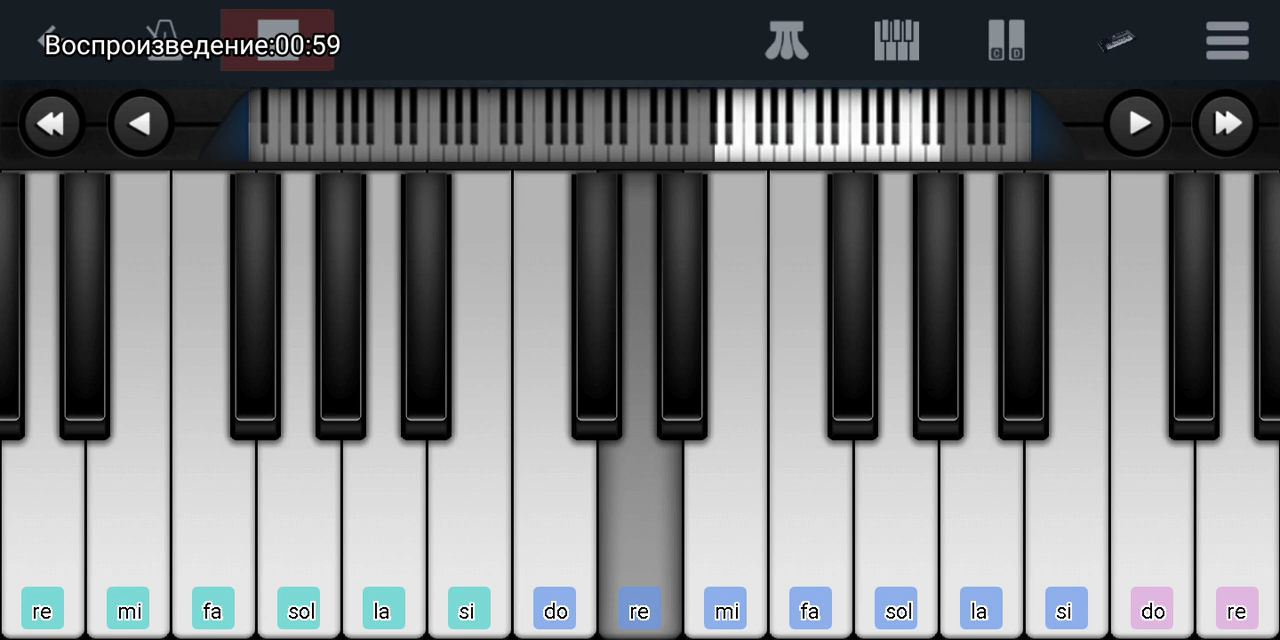 Воспроизведение:00:59
C D
re mi fa sol la si do re mi fa sol la si do re